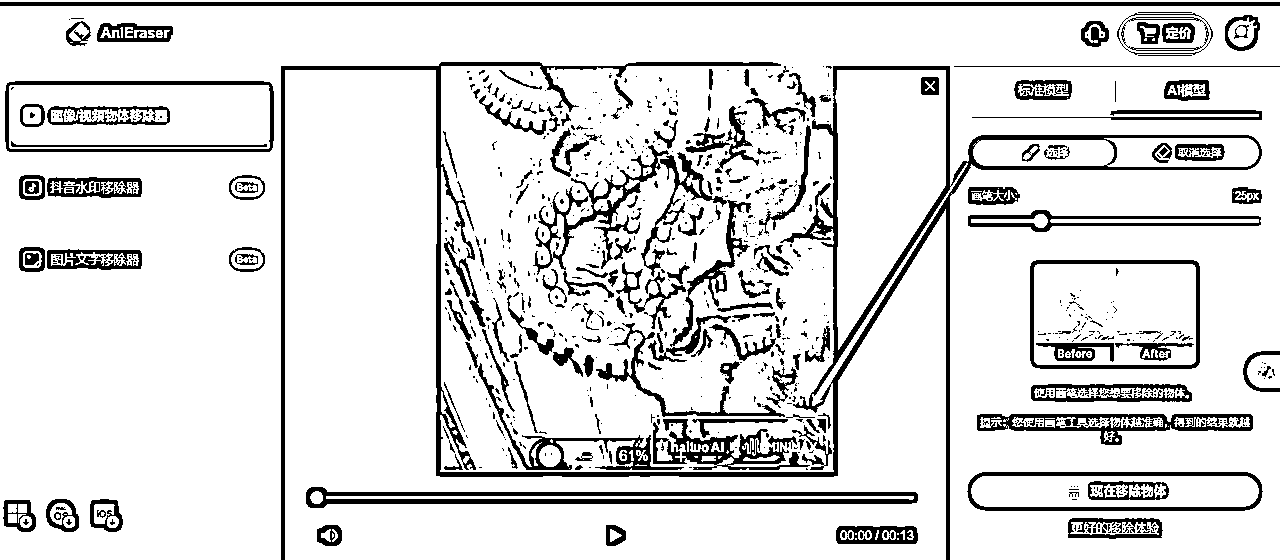 AniEraser
定价
图像/视频物体移除器
抖音水印移除器
Beta
图片文字移除器
Beta
iOS
61%
hailuo AI
MINIMAX
00:00 / 00:13
标准模型
AI模型
选择
取消选择
画笔大小:
25px
Before
After
使用画笔选择您想要移除的物体。
提示:您使用画笔工具选择物体越准确，得到的结果就越
好。
现在移除物体
更好的移除体验